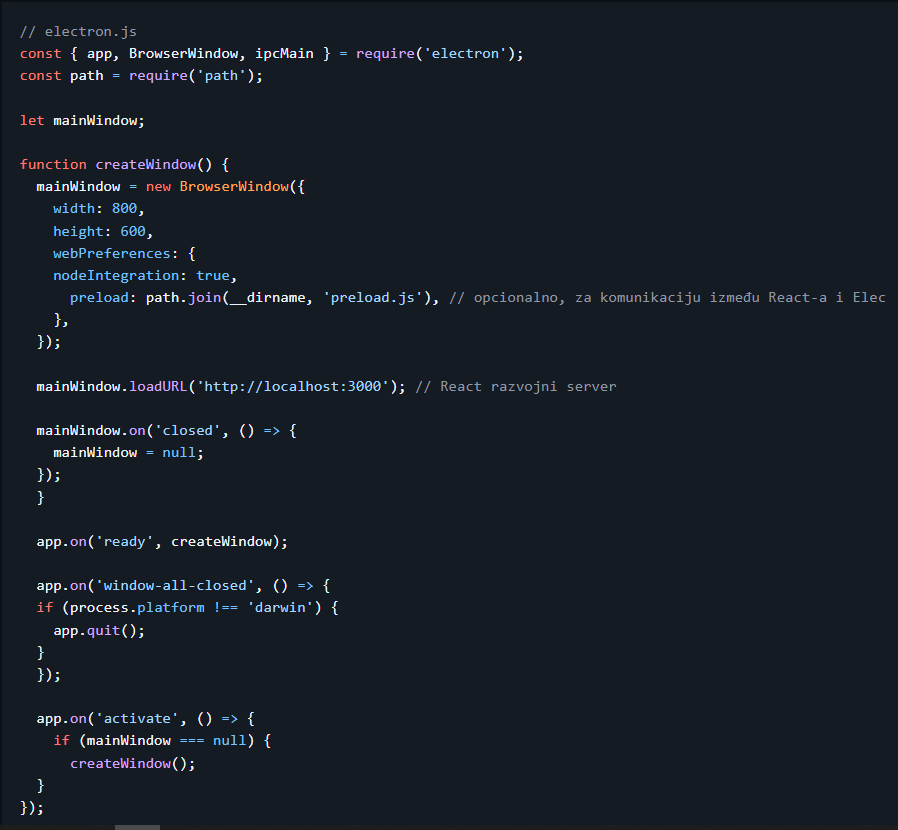 // electron.js
const { app, BrowserWindow, ipcMain } = require('electron');
const path = require('path');

let mainWindow;

function createWindow() {
  mainWindow = new BrowserWindow({
    width: 800,
    height: 600,
    webPreferences: {
    nodeIntegration: true,
      preload: path.join(__dirname, 'preload.js'), // opcionalno, za komunikaciju između React-a i Elec
    },
  });

  mainWindow.loadURL('http://localhost:3000'); // React razvojni server

  mainWindow.on('closed', () => {
    mainWindow = null;
  });
  }

  app.on('ready', createWindow);

  app.on('window-all-closed', () => {
  if (process.platform !== 'darwin') {
    app.quit();
  }
  });

  app.on('activate', () => {
    if (mainWindow === null) {
      createWindow();
  }
});